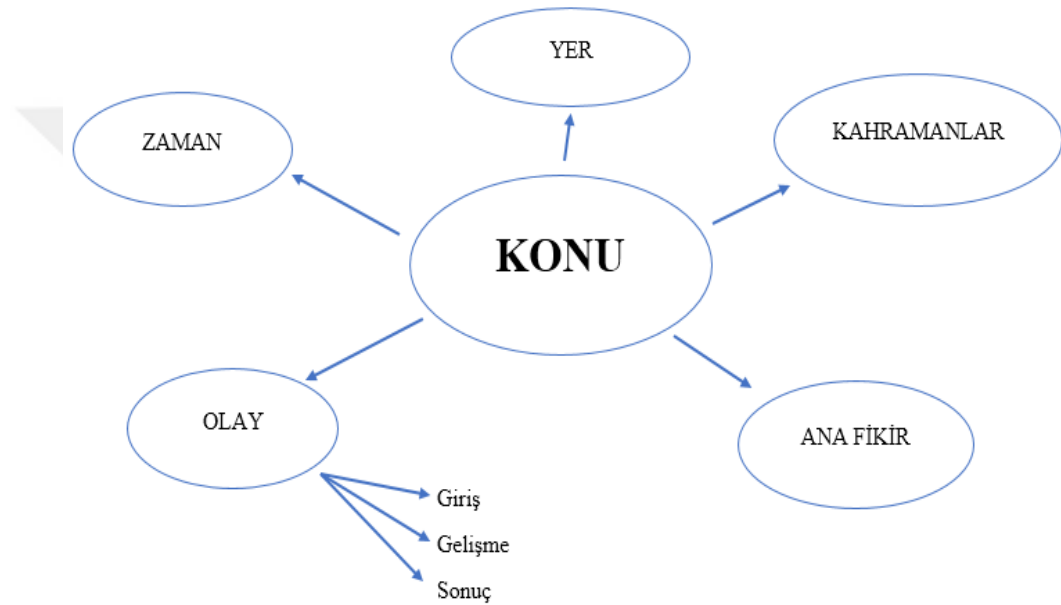 YER
ZAMAN
KAHRAMANLAR
KONU
OLAY
ANA FİKİR
Giriş
Gelişme
Sonuç